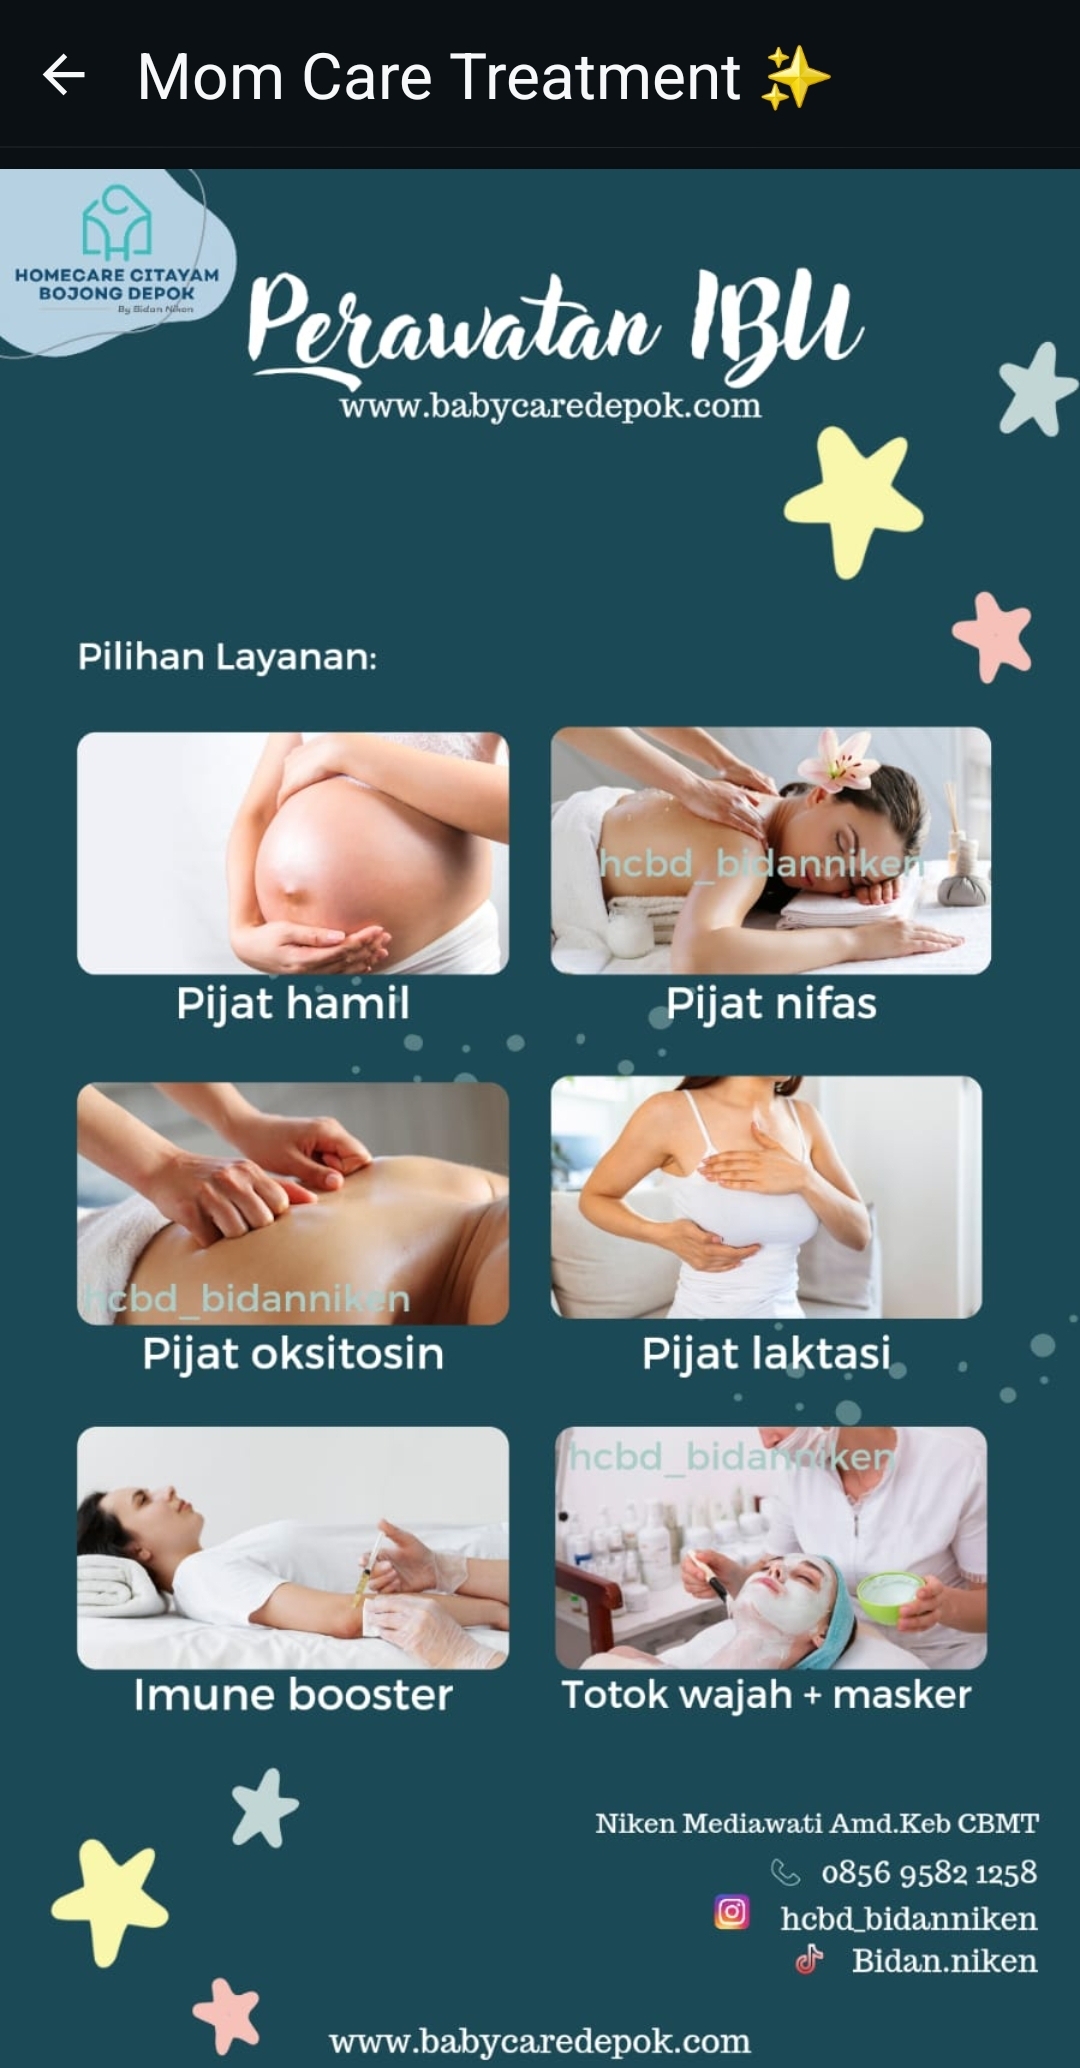 Mom Care Treatment ✨
HOMECARE CITAYAM
BOJONG DEPOK
By Bidan Niken
Perawatan IBU
www.babycaredepok.com
Pilihan Layanan:
hcbd_bidanniken
Pijat hamil
Pijat nifas
hcbd_bidanniken
Pijat oksitosin
Pijat laktasi
hcbd_bidanniken
Imune booster
Totok wajah + masker
Niken Mediawati Amd.Keb CBMT
0856 9582 1258
hcbd_bidanniken
Bidan.niken
www.babycaredepok.com